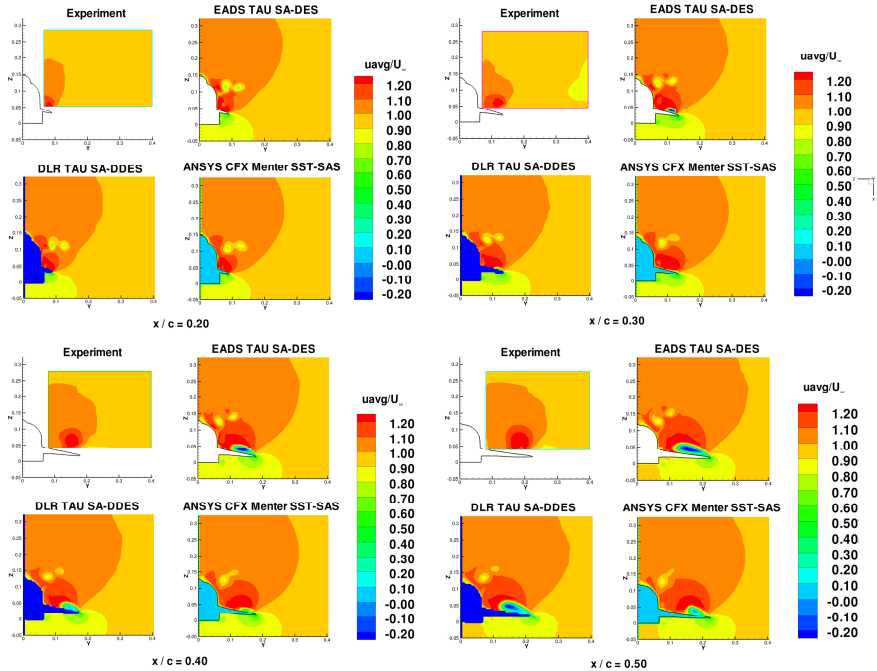 Experiment
EADS TAU SA-DES
uavg/U∞
1.20
1.10
1.00
0.90
0.80
0.70
0.60
0.50
0.40
0.30
0.20
0.10
-0.00
-0.10
-0.20
DLR TAU SA-DDES
ANSYS CFX Menter SST-SAS
x / c = 0.20
Experiment
EADS TAU SA-DES
uavg/U∞
1.20
1.10
1.00
0.90
0.80
0.70
0.60
0.50
0.40
0.30
0.20
0.10
-0.00
-0.10
-0.20
DLR TAU SA-DDES
ANSYS CFX Menter SST-SAS
x / c = 0.30
Experiment
EADS TAU SA-DES
uavg/U∞
1.20
1.10
1.00
0.90
0.80
0.70
0.60
0.50
0.40
0.30
0.20
0.10
-0.00
-0.10
-0.20
DLR TAU SA-DDES
ANSYS CFX Menter SST-SAS
x / c = 0.40
Experiment
EADS TAU SA-DES
uavg/U∞
1.20
1.10
1.00
0.90
0.80
0.70
0.60
0.50
0.40
0.30
0.20
0.10
-0.00
-0.10
-0.20
DLR TAU SA-DDES
ANSYS CFX Menter SST-SAS
x / c = 0.50